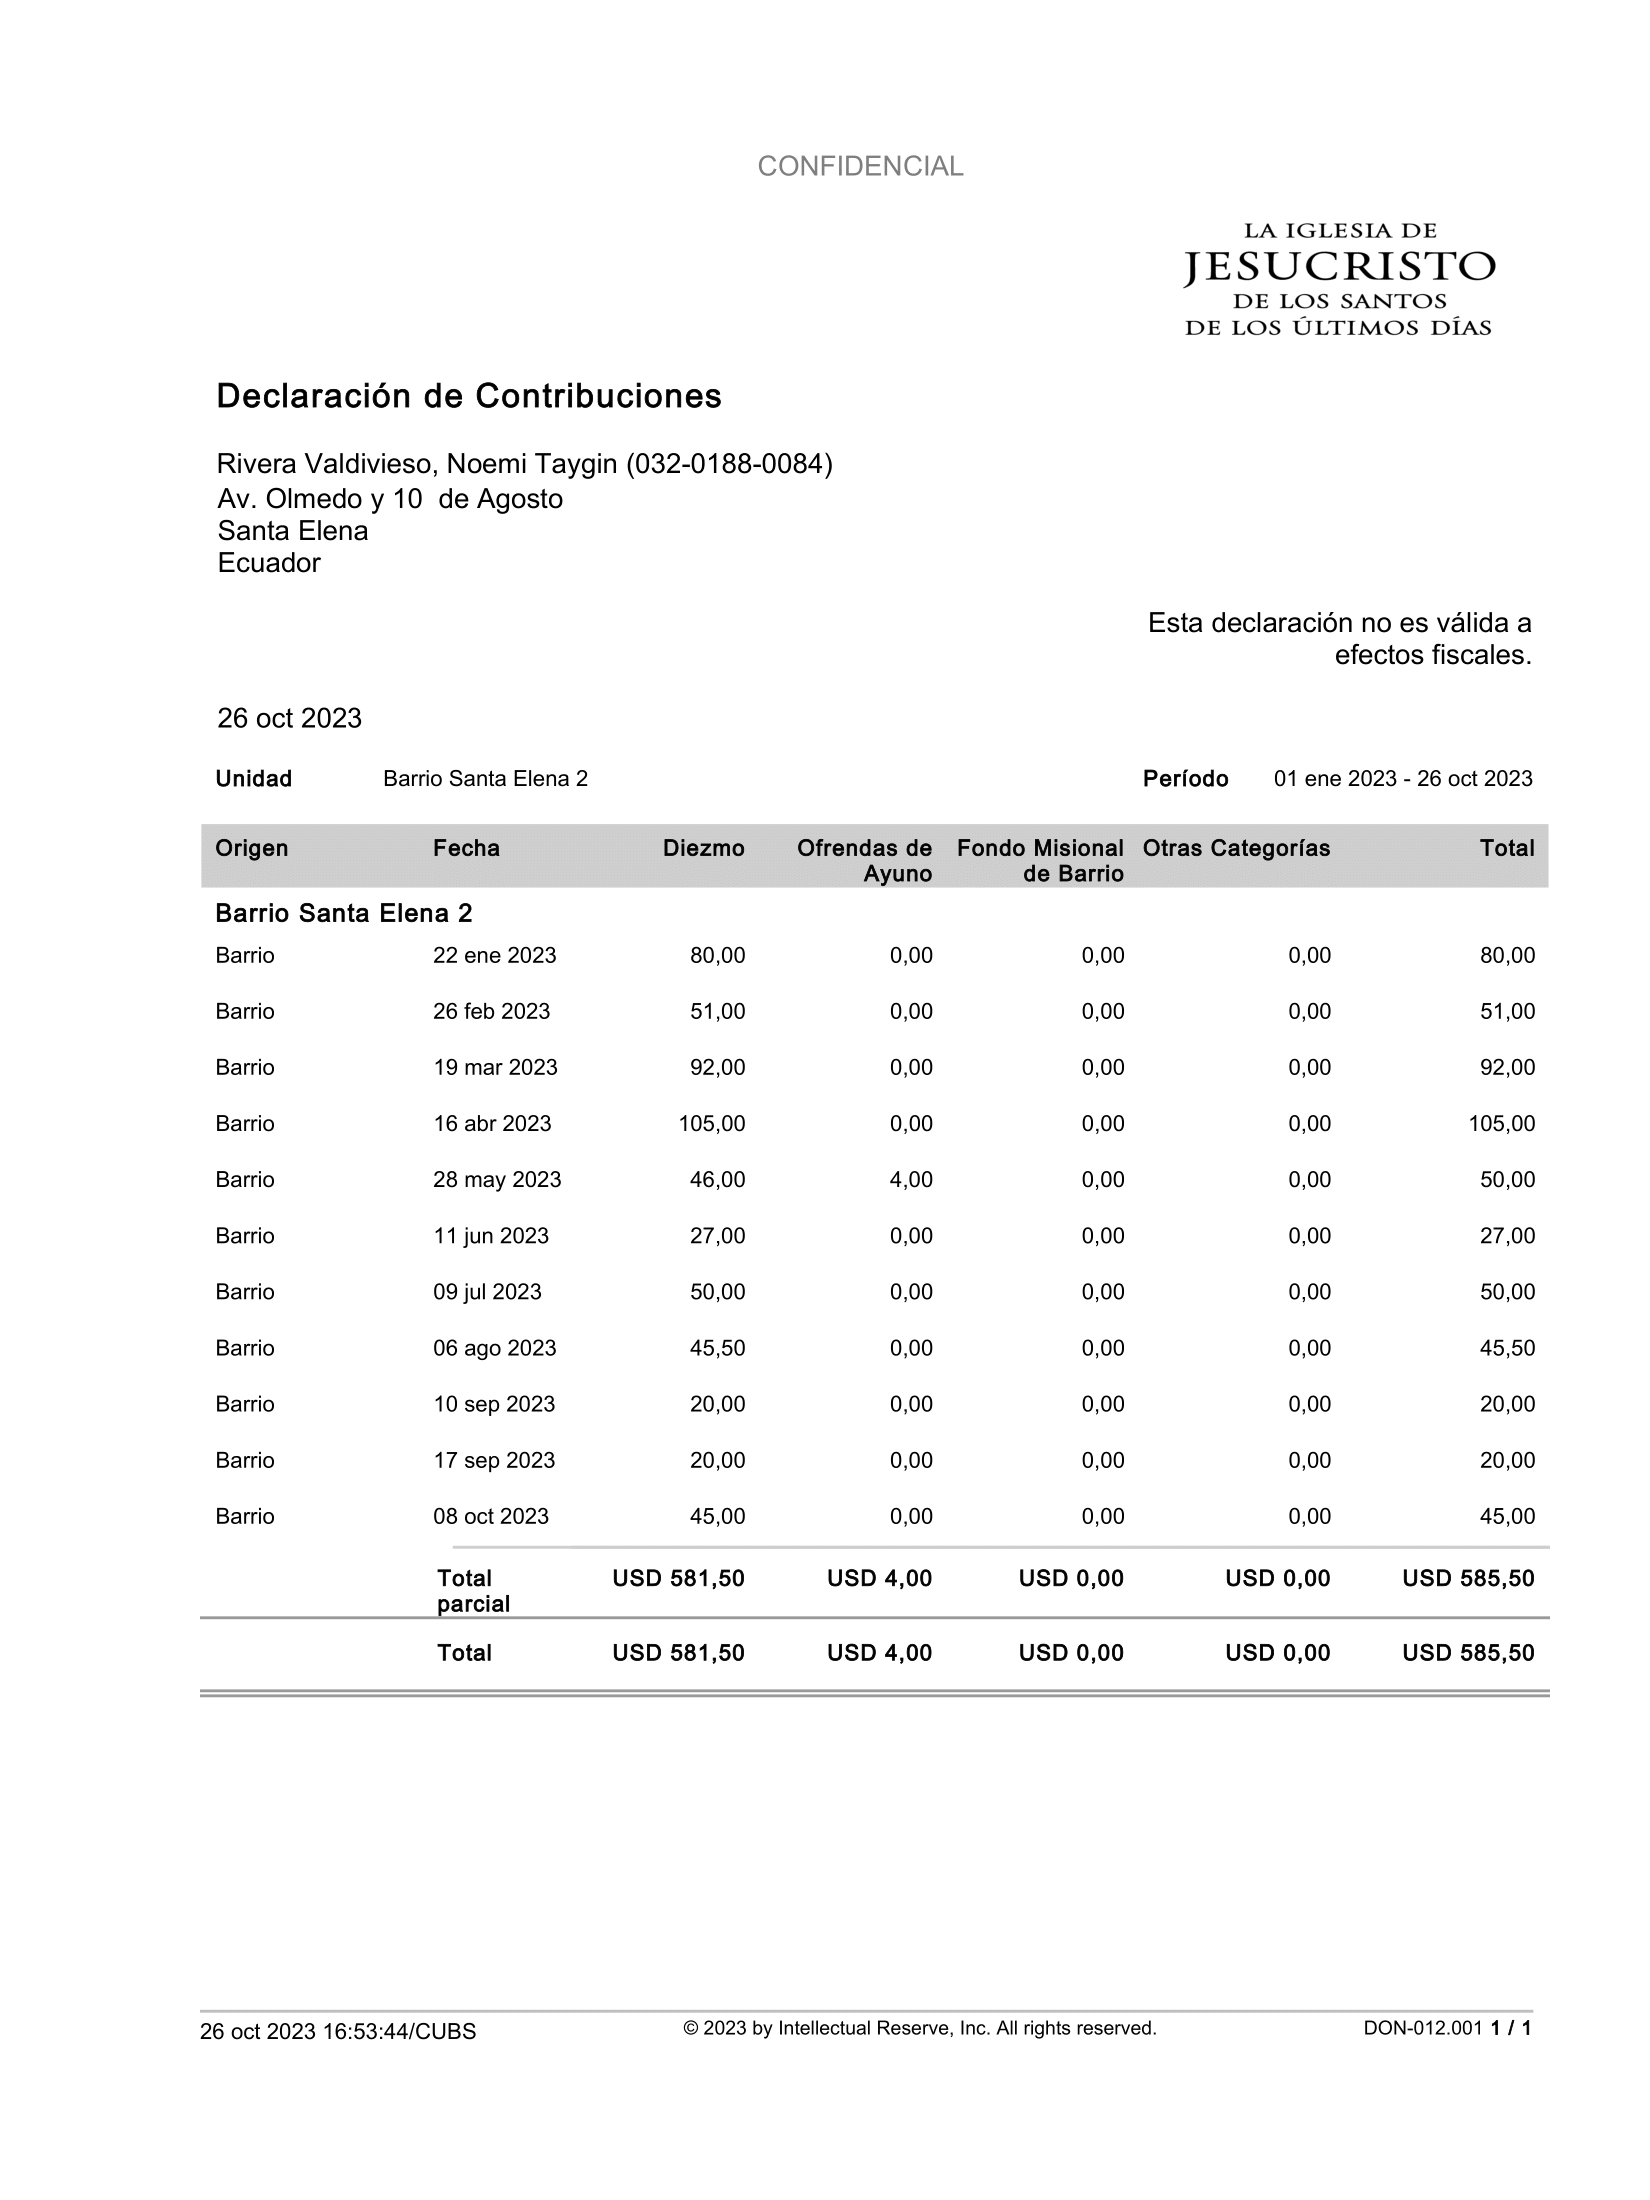 CONFIDENCIAL
LA IGLESIA DE
JESUCRISTO
DE LOS SANTOS
DE LOS ÚLTIMOS DÍAS
Declaración de Contribuciones
Rivera Valdivieso, Noemi Taygin (032-0188-0084)
Av. Olmedo y 10 de Agosto
Santa Elena
Ecuador
Esta declaración no es válida a
efectos fiscales.
26 oct 2023
Unidad Barrio Santa Elena 2 Período 01 ene 2023 - 26 oct 2023
Origen Fecha Diezmo Ofrendas de Fondo Misional Otras Categorías Total
Ayuno de Barrio
Barrio Santa Elena 2
Barrio 22 ene 2023 80,00 0,00 0,00 0,00 80,00
Barrio 26 feb 2023 51,00 0,00 0,00 0,00 51,00
Barrio 19 mar 2023 92,00 0,00 0,00 0,00 92,00
Barrio 16 abr 2023 105,00 0,00 0,00 0,00 105,00
Barrio 28 may 2023 46,00 4,00 0,00 0,00 50,00
Barrio 11 jun 2023 27,00 0,00 0,00 0,00 27,00
Barrio 09 jul 2023 50,00 0,00 0,00 0,00 50,00
Barrio 06 ago 2023 45,50 0,00 0,00 0,00 45,50
Barrio 10 sep 2023 20,00 0,00 0,00 0,00 20,00
Barrio 17 sep 2023 20,00 0,00 0,00 0,00 20,00
Barrio 08 oct 2023 45,00 0,00 0,00 0,00 45,00
Total USD 581,50 USD 4,00 USD 0,00 USD 0,00 USD 585,50
parcial
Total USD 581,50 USD 4,00 USD 0,00 USD 0,00 USD 585,50
26 oct 2023 16:53:44/CUBS © 2023 by Intellectual Reserve, Inc. All rights reserved. DON-012.001 1 / 1